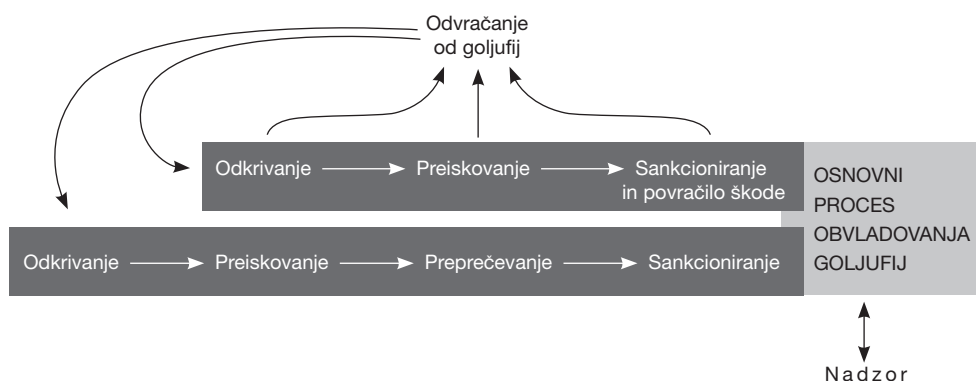 Odvračanje
od goljufij
Odkrivanje
Preiskovanje
Sankcioniranje
in povračilo škode
Odkrivanje
Preiskovanje
Preprečevanje
Sankcioniranje
OSNOVNI
PROCES
OBVLADOVANJA
GOLJUFIJ
Nadzor